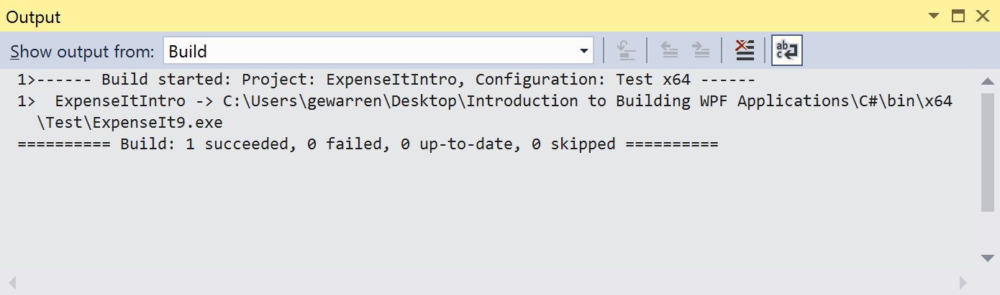 Output
Show output from: Build
1>------ Build started: Project: ExpenseItIntro, Configuration: Test x64 ------
1>  ExpenseItIntro -> C:\Users\gewarren\Desktop\Introduction to Building WPF Applications\C#\bin\x64
\Test\ExpenseIt9.exe
========== Build: 1 succeeded, 0 failed, 0 up-to-date, 0 skipped ==========